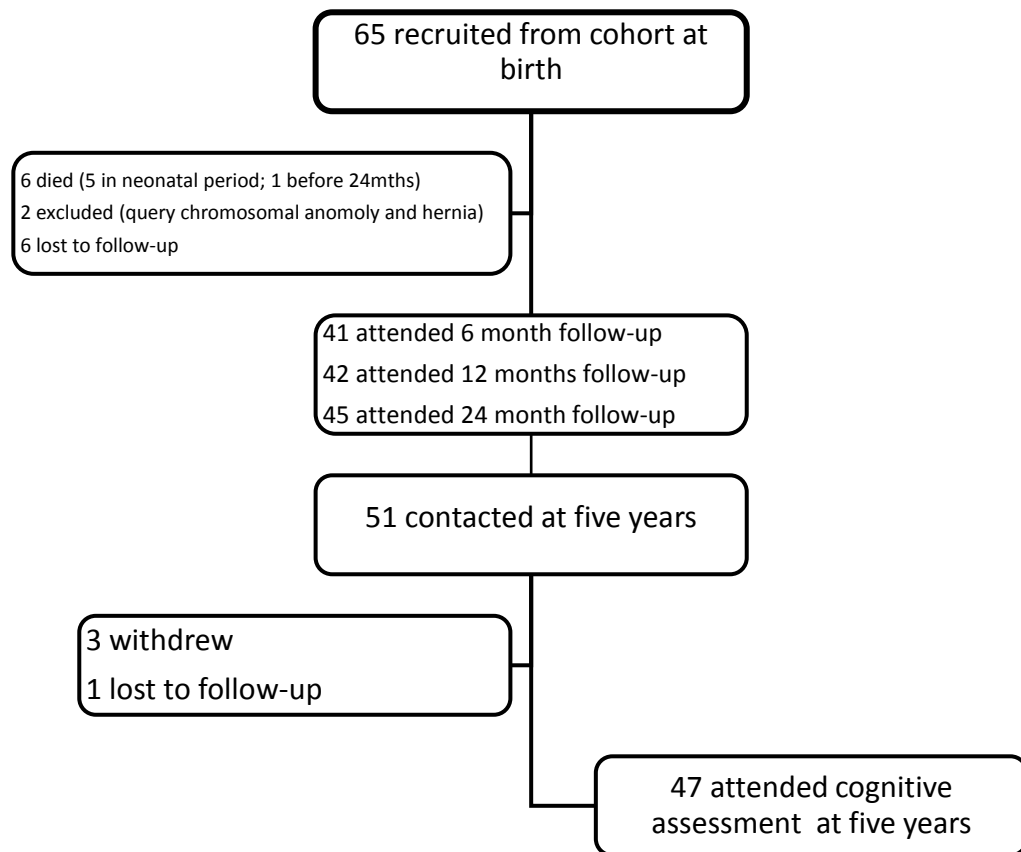 65 recruited from cohort at
birth
6 died (5 in neonatal period; 1 before 24mths)
2 excluded (query chromosomal anomoly and hernia)
6 lost to follow-up
41 attended 6 month follow-up
42 attended 12 months follow-up
45 attended 24 month follow-up
51 contacted at five years
3 withdrew
1 lost to follow-up
47 attended cognitive
assessment  at five years